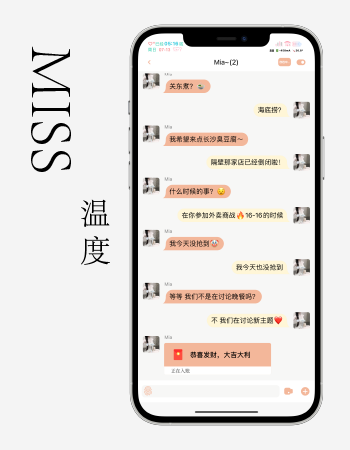 MISS
温度
Mia~(2)
Mia
关东煮？
海底捞？
Mia
我希望来点长沙臭豆腐～
隔壁那家店已经倒闭啦！
Mia
什么时候的事？😥
在你参加外卖商战🔥16-16的时候
Mia
我今天没抢到🤡
我今天也没抢到
Mia
等等 我们不是在讨论晚餐吗？
不 我们在讨论新主题❤️
Mia
恭喜发财，大吉大利